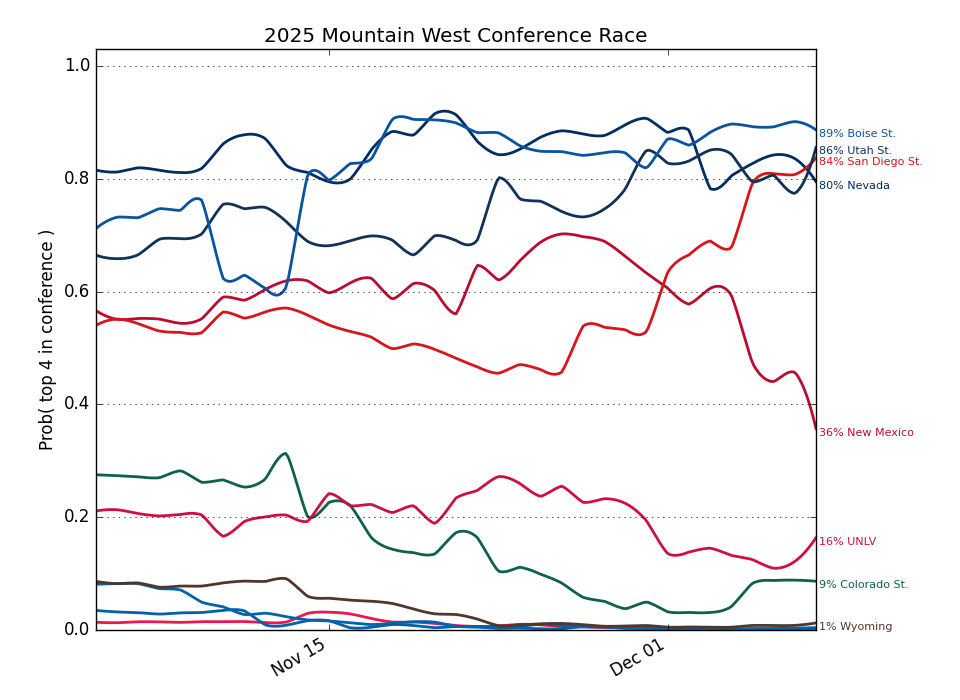 2025 Mountain West Conference Race
Prob( top 4 in conference )
1.0
0.8
0.6
0.4
0.2
0.0
Nov 15
Dec 01
89% Boise St.
86% Utah St.
84% San Diego St.
80% Nevada
36% New Mexico
16% UNLV
9% Colorado St.
1% Wyoming